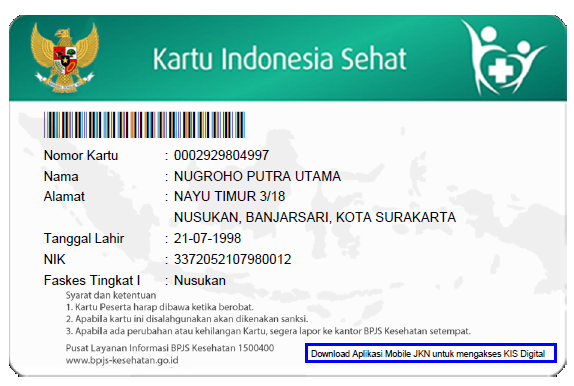 Kartu Indonesia Sehat
Nomor Kartu : 0002929804997
Nama : NUGROHO PUTRA UTAMA
Alamat : NAYU TIMUR 3/18
NUSUKAN, BANJARSARI, KOTA SURAKARTA
Tanggal Lahir : 21-07-1998
NIK : 3372052107980012
Faskes Tingkat I : Nusukan
Syarat dan ketentuan
1. Kartu Peserta harap dibawa ketika berobat.
2. Apabila kartu ini disalahgunakan akan dikenakan sanksi.
3. Apabila ada perubahan atau kehilangan Kartu, segera lapor ke kantor BPJS Kesehatan setempat.
Pusat Layanan Informasi BPJS Kesehatan 1500400
www.bpjs-kesehatan.go.id
Download Aplikasi Mobile JKN untuk mengakses KIS Digital